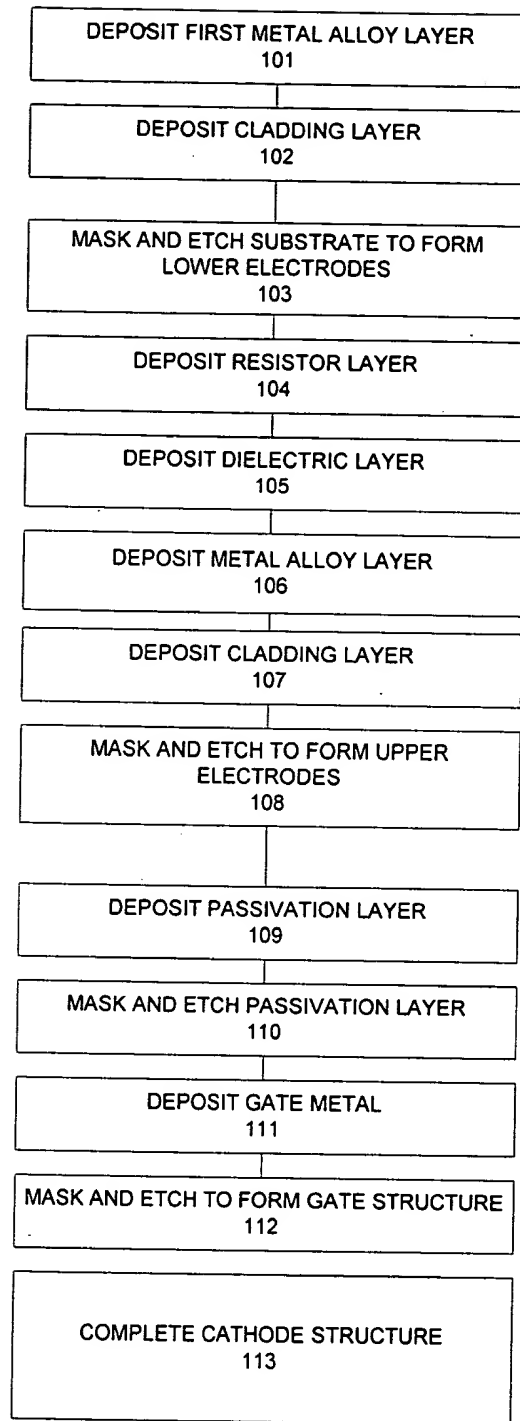 DEPOSIT FIRST METAL ALLOY LAYER
101
DEPOSIT CLADDING LAYER
102
MASK AND ETCH SUBSTRATE TO FORM
LOWER ELECTRODES
103
DEPOSIT RESISTOR LAYER
104
DEPOSIT DIELECTRIC LAYER
105
DEPOSIT METAL ALLOY LAYER
106
DEPOSIT CLADDING LAYER
107
MASK AND ETCH TO FORM UPPER
ELECTRODES
108
DEPOSIT PASSIVATION LAYER
109
MASK AND ETCH PASSIVATION LAYER
110
DEPOSIT GATE METAL
111
MASK AND ETCH TO FORM GATE STRUCTURE
112
COMPLETE CATHODE STRUCTURE
113